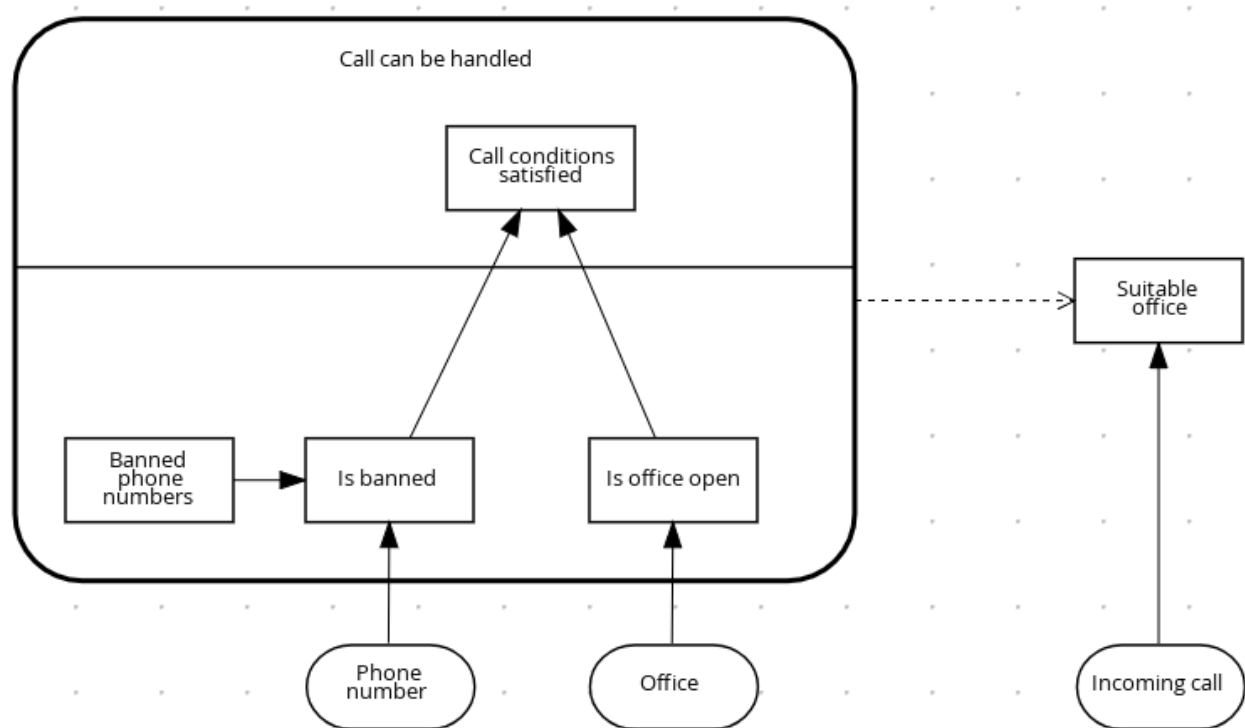 Call can be handled
Call conditions
satisfied
Suitable
office
Banned
phone
numbers
Is banned
Is office open
Phone
number
Office
Incoming call